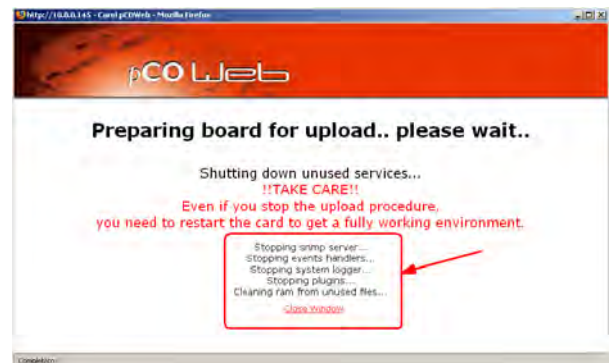 http://10.0.0.145 - Carel pCOWeb - Mozilla Firefox
pCO Web
Preparing board for upload.. please wait..
Shutting down unused services...
!!TAKE CARE!!
Even if you stop the upload procedure,
you need to restart the card to get a fully working environment.
Stopping snmp server...
Stopping events handlers...
Stopping system logger...
Stopping plugins...
Cleaning ram from unused files...
Close Window